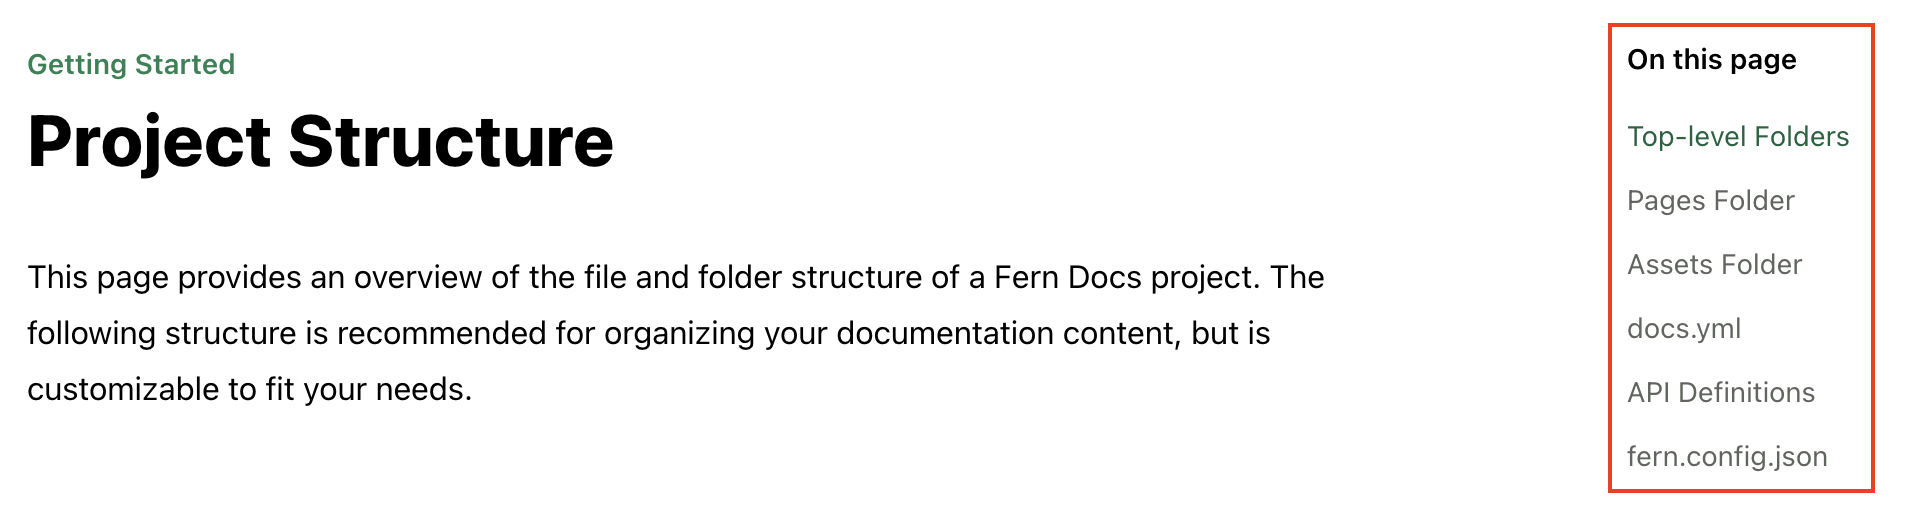 Getting Started
Project Structure
This page provides an overview of the file and folder structure of a Fern Docs project. The
following structure is recommended for organizing your documentation content, but is
customizable to fit your needs.
On this page
Top-level Folders
Pages Folder
Assets Folder
docs.yml
API Definitions
fern.config.json